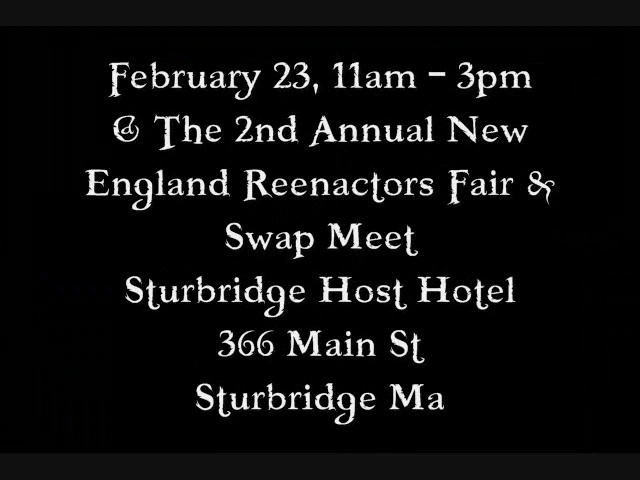 February 23, 11am - 3pm
@ The 2nd Annual New
England Reenactors Fair &
Swap Meet
Sturbridge Host Hotel
366 Main St
Sturbridge Ma